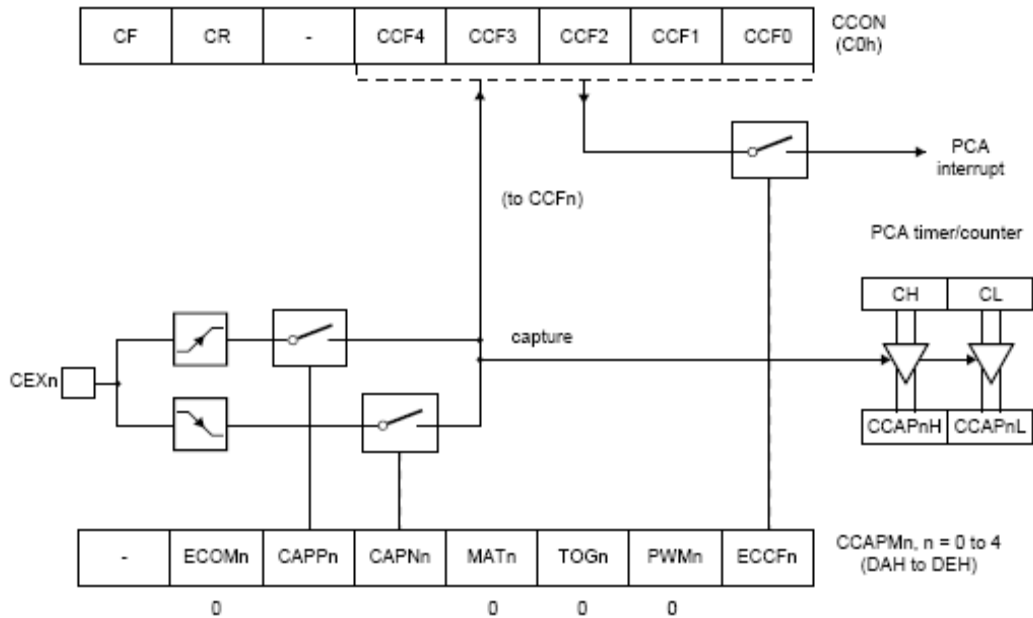 CF CR - CCF4 CCF3 CCF2 CCF1 CCF0
CCON
(C0h)
PCA
interrupt
(to CCFn)
PCA timer/counter
CH CL
capture
CEXn
CCAPnH CCAPnL
- ECOMn CAPPn CAPNn MATn TOGn PWMn ECCFn
CCAPMn, n = 0 to 4
(DAH to DEH)
0 0 0 0